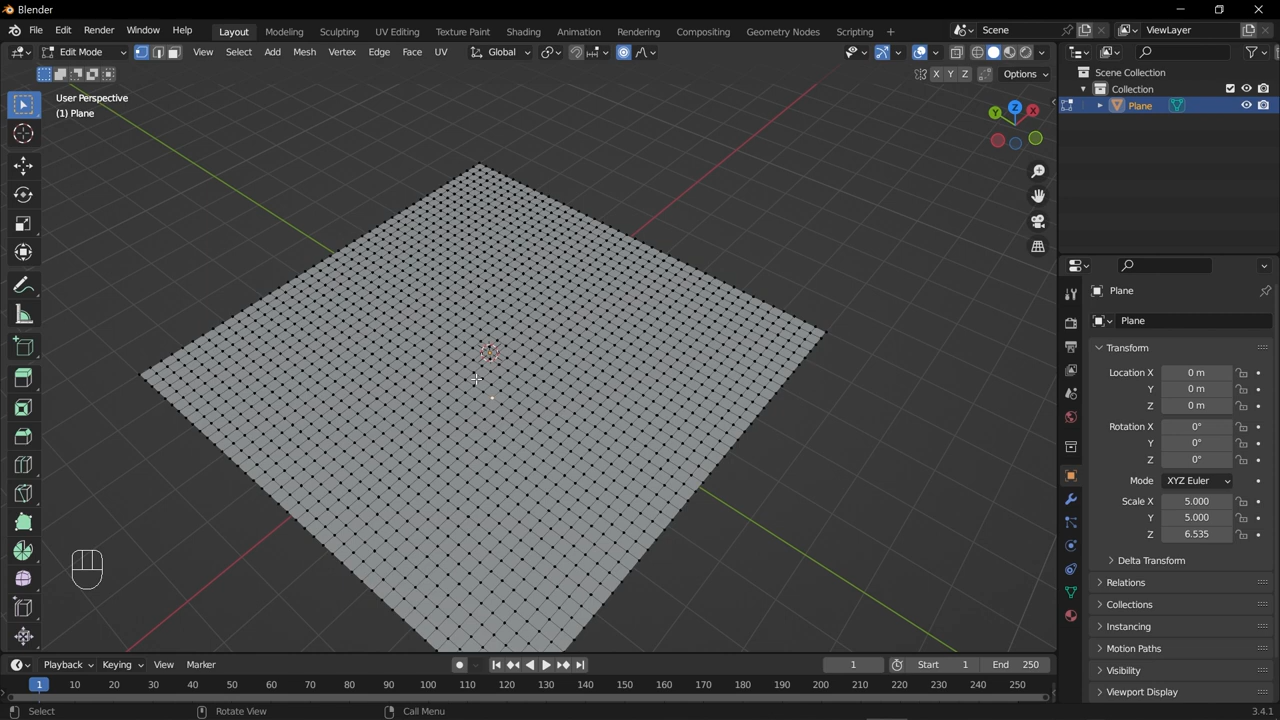 Blender
File Edit Render Window Help Layout Modeling Sculpting UV Editing Texture Paint Shading Animation Rendering Compositing Geometry Nodes Scripting Scene ViewLayer
Edit Mode View Select Add Mesh Vertex Edge Face UV Global
X Y Z Options
User Perspective
(1) Plane
X Y Z
Scene Collection
Collection
Plane
Plane
Plane
Transform
Location X 0 m
Y 0 m
Z 0 m
Rotation X 0°
Y 0°
Z 0°
Mode XYZ Euler
Scale X 5.000
Y 5.000
Z 6.535
Delta Transform
Relations
Collections
Instancing
Motion Paths
Visibility
Viewport Display
Playback Keying View Marker 1 Start 1 End 250
1 10 20 30 40 50 60 70 80 90 100 110 120 130 140 150 160 170 180 190 200 210 220 230 240 250
Select Rotate View Call Menu 3.4.1